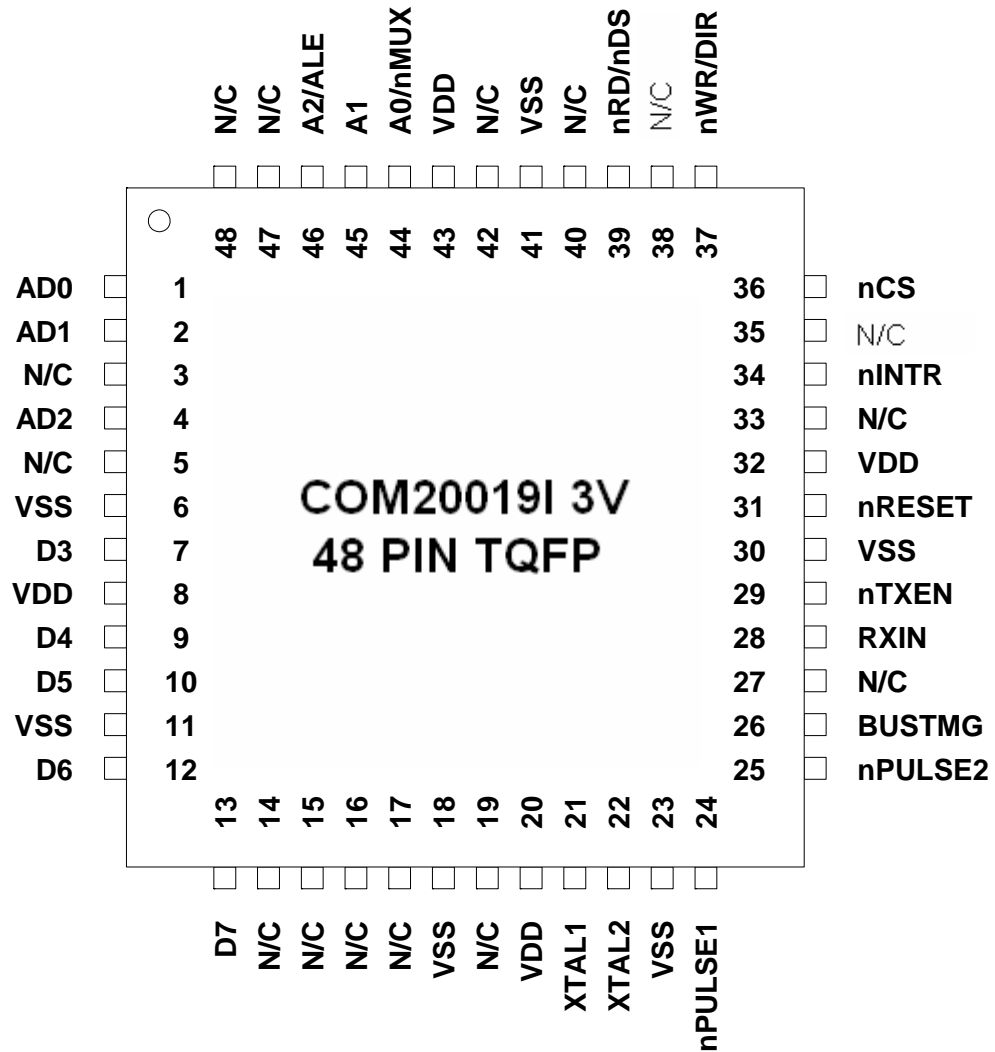 N/C N/C A2/ALE A1 A0/nMUX VDD N/C VSS N/C nRD/nDS N/C nWR/DIR
48 47 46 45 44 43 42 41 40 39 38 37
AD0 1 36 nCS
AD1 2 35 N/C
N/C 3 34 nINTR
AD2 4 33 N/C
N/C 5 32 VDD
VSS 6 31 nRESET
D3 7 30 VSS
VDD 8 29 nTXEN
D4 9 28 RXIN
D5 10 27 N/C
VSS 11 26 BUSTMG
D6 12 25 nPULSE2
COM20019I 3V
48 PIN TQFP
13 14 15 16 17 18 19 20 21 22 23 24
D7 N/C N/C N/C N/C VSS N/C VDD XTAL1 XTAL2 VSS nPULSE1